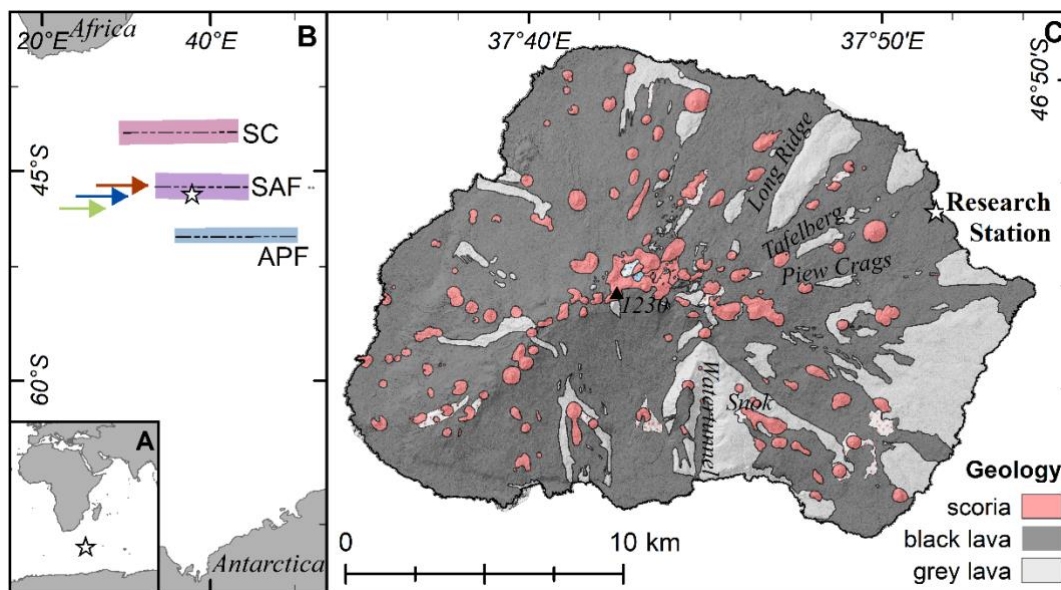 Africa
20°E
40°E
B
SC
45°S
SAF
APF
60°S
A
Antarctica
C
37°40'E
37°50'E
46°50'S
Long Ridge
Research
Station
Tafelberg
Piew Crags
1230
Watertunnel
Snok
Geology
scoria
black lava
grey lava
0
10 km